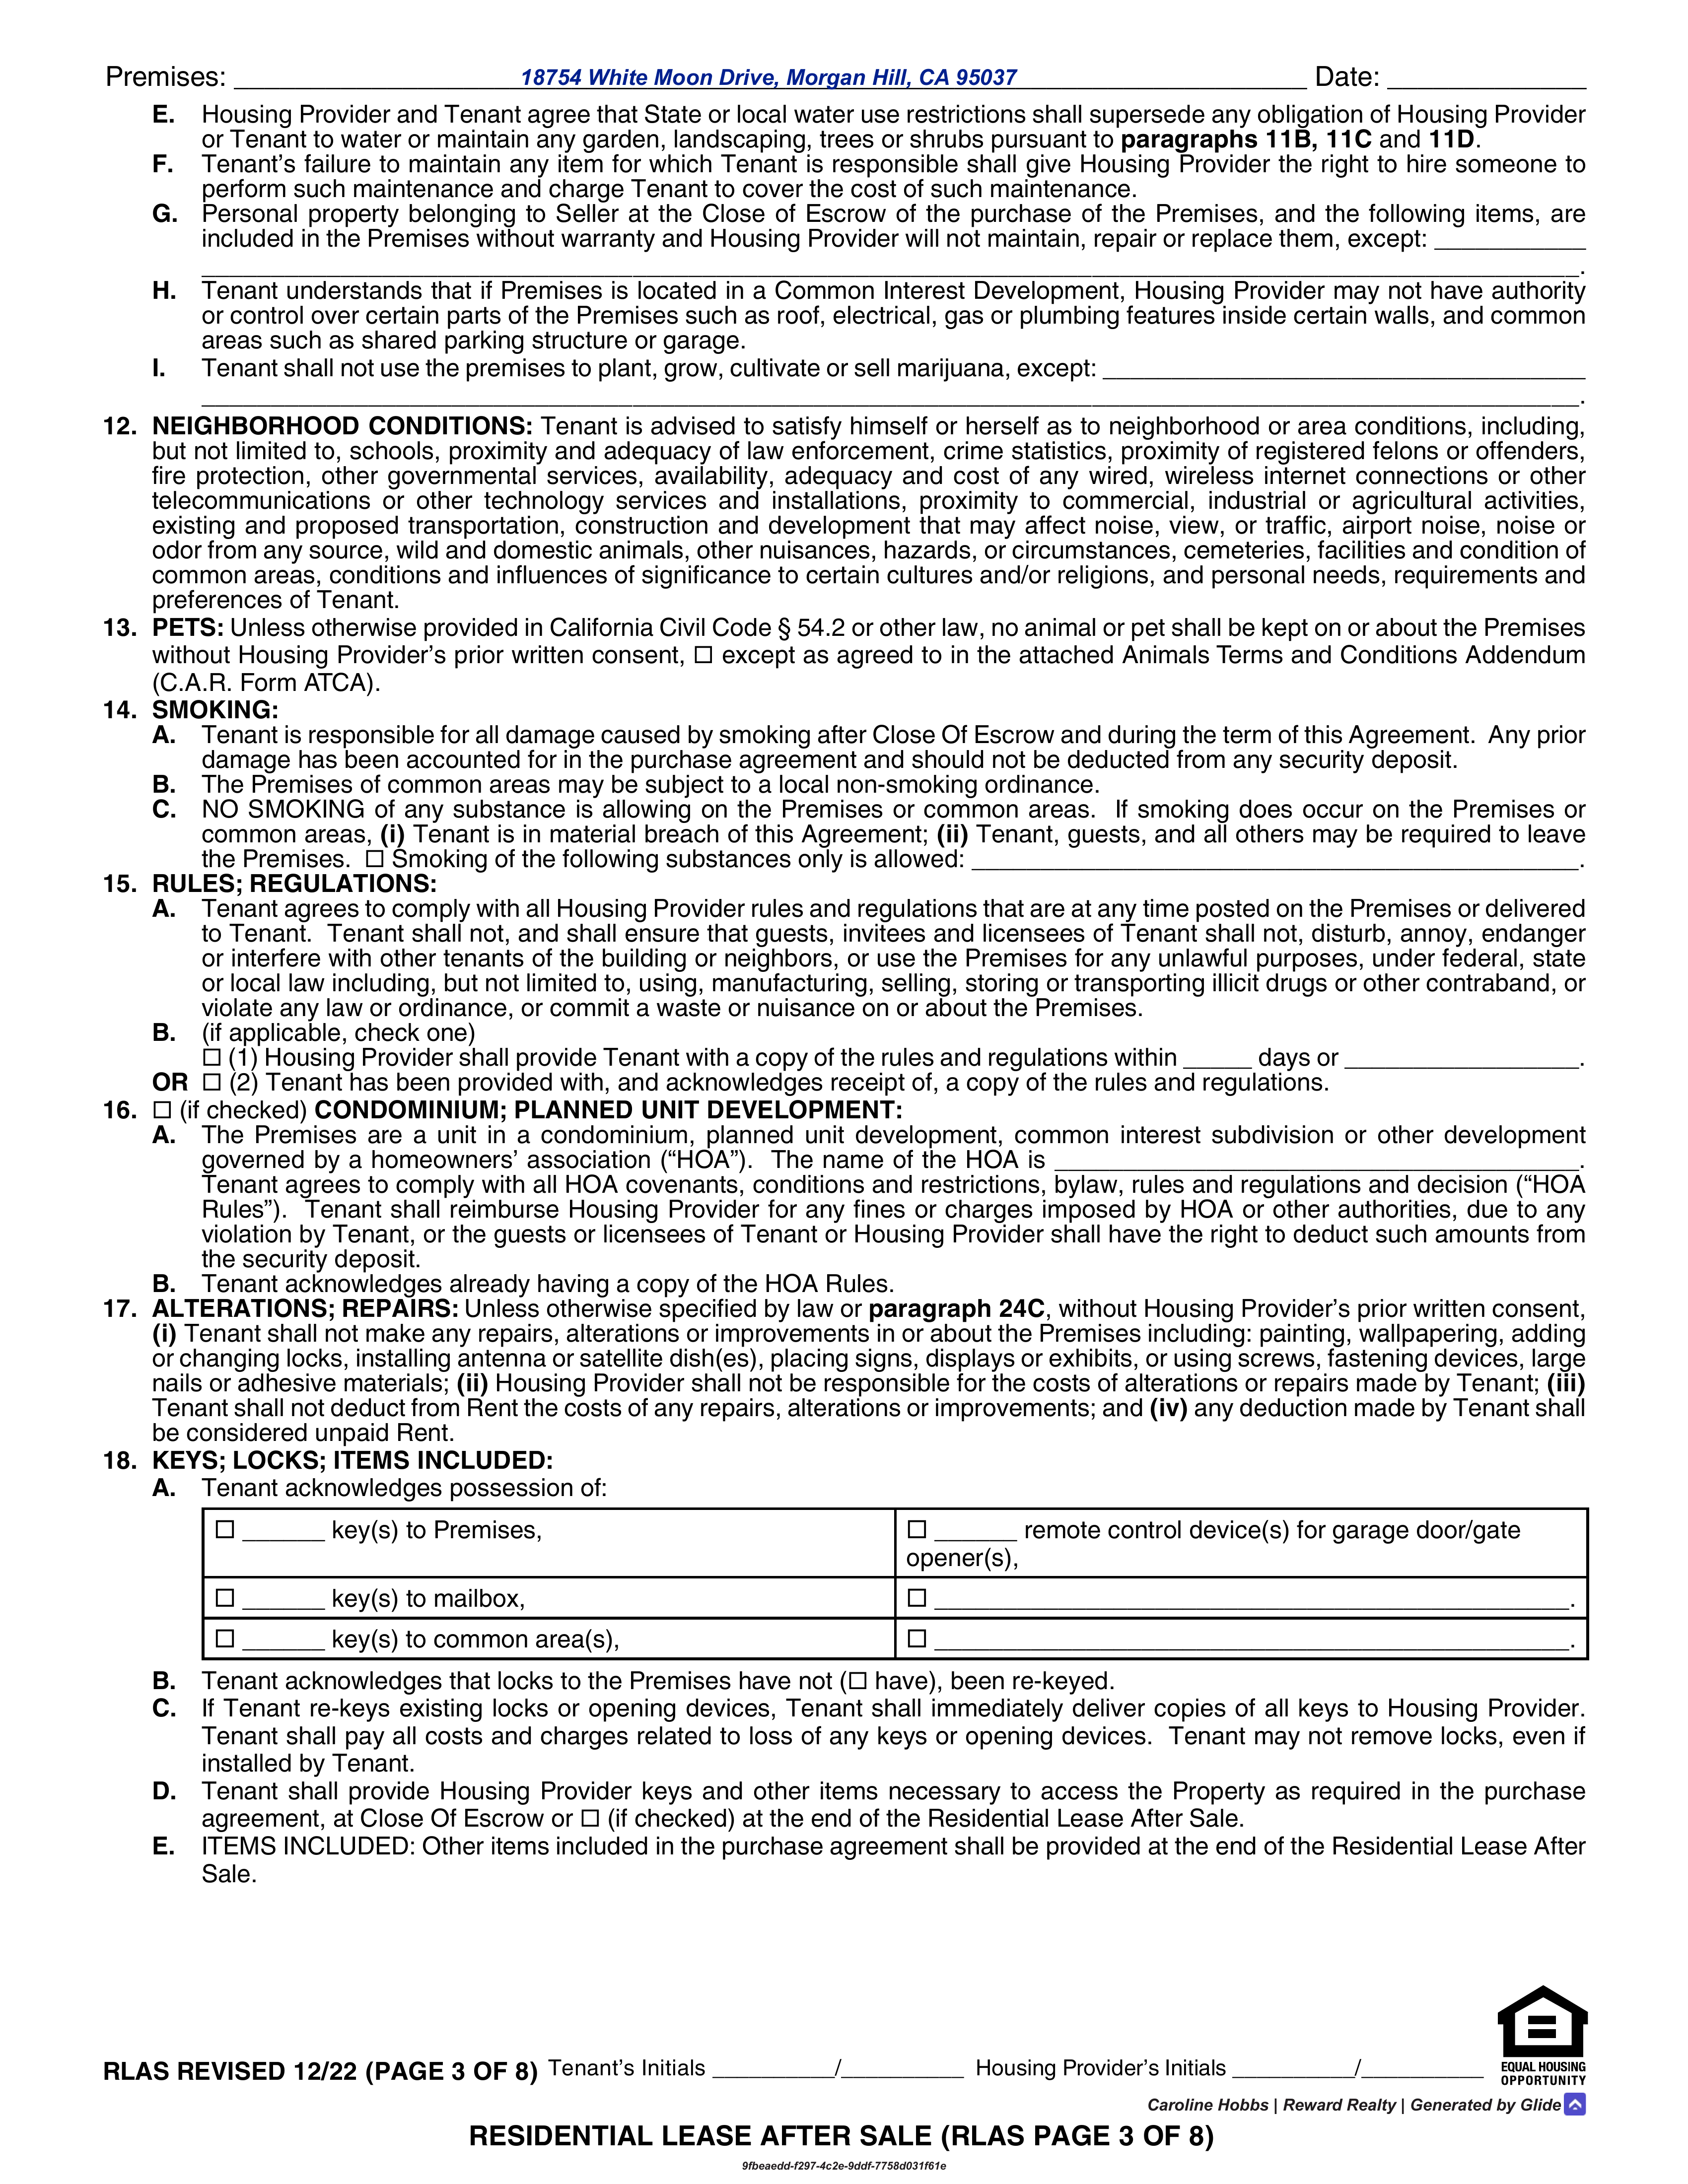 Premises: 18754 White Moon Drive, Morgan Hill, CA 95037 Date:
E. Housing Provider and Tenant agree that State or local water use restrictions shall supersede any obligation of Housing Provider
or Tenant to water or maintain any garden, landscaping, trees or shrubs pursuant to paragraphs 11B, 11C and 11D.
F. Tenant's failure to maintain any item for which Tenant is responsible shall give Housing Provider the right to hire someone to
perform such maintenance and charge Tenant to cover the cost of such maintenance.
G. Personal property belonging to Seller at the Close of Escrow of the purchase of the Premises, and the following items, are
included in the Premises without warranty and Housing Provider will not maintain, repair or replace them, except: ___________
.
H. Tenant understands that if Premises is located in a Common Interest Development, Housing Provider may not have authority
or control over certain parts of the Premises such as roof, electrical, gas or plumbing features inside certain walls, and common
areas such as shared parking structure or garage.
I. Tenant shall not use the premises to plant, grow, cultivate or sell marijuana, except: ___________
.
12. NEIGHBORHOOD CONDITIONS: Tenant is advised to satisfy himself or herself as to neighborhood or area conditions, including,
but not limited to, schools, proximity and adequacy of law enforcement, crime statistics, proximity of registered felons or offenders,
fire protection, other governmental services, availability, adequacy and cost of any wired, wireless internet connections or other
telecommunications or other technology services and installations, proximity to commercial, industrial or agricultural activities,
existing and proposed transportation, construction and development that may affect noise, view, or traffic, airport noise, noise or
odor from any source, wild and domestic animals, other nuisances, hazards, or circumstances, cemeteries, facilities and condition of
common areas, conditions and influences of significance to certain cultures and/or religions, and personal needs, requirements and
preferences of Tenant.
13. PETS: Unless otherwise provided in California Civil Code § 54.2 or other law, no animal or pet shall be kept on or about the Premises
without Housing Provider's prior written consent, ☐ except as agreed to in the attached Animals Terms and Conditions Addendum
(C.A.R. Form ATCA).
14. SMOKING:
A. Tenant is responsible for all damage caused by smoking after Close Of Escrow and during the term of this Agreement. Any prior
damage has been accounted for in the purchase agreement and should not be deducted from any security deposit.
B. The Premises of common areas may be subject to a local non-smoking ordinance.
C. NO SMOKING of any substance is allowing on the Premises or common areas. If smoking does occur on the Premises or
common areas, (i) Tenant is in material breach of this Agreement; (ii) Tenant, guests, and all others may be required to leave
the Premises. ☐ Smoking of the following substances only is allowed: ___________.
15. RULES; REGULATIONS:
A. Tenant agrees to comply with all Housing Provider rules and regulations that are at any time posted on the Premises or delivered
to Tenant. Tenant shall not, and shall ensure that guests, invitees and licensees of Tenant shall not, disturb, annoy, endanger
or interfere with other tenants of the building or neighbors, or use the Premises for any unlawful purposes, under federal, state
or local law including, but not limited to, using, manufacturing, selling, storing or transporting illicit drugs or other contraband, or
violate any law or ordinance, or commit a waste or nuisance on or about the Premises.
B. (if applicable, check one)
☐ (1) Housing Provider shall provide Tenant with a copy of the rules and regulations within _____ days or ___________.
OR ☐ (2) Tenant has been provided with, and acknowledges receipt of, a copy of the rules and regulations.
16. ☐ (if checked) CONDOMINIUM; PLANNED UNIT DEVELOPMENT:
A. The Premises are a unit in a condominium, planned unit development, common interest subdivision or other development
governed by a homeowners' association ("HOA"). The name of the HOA is ___________.
Tenant agrees to comply with all HOA covenants, conditions and restrictions, bylaw, rules and regulations and decision ("HOA
Rules"). Tenant shall reimburse Housing Provider for any fines or charges imposed by HOA or other authorities, due to any
violation by Tenant, or the guests or licensees of Tenant or Housing Provider shall have the right to deduct such amounts from
the security deposit.
B. Tenant acknowledges already having a copy of the HOA Rules.
17. ALTERATIONS; REPAIRS: Unless otherwise specified by law or paragraph 24C, without Housing Provider's prior written consent,
(i) Tenant shall not make any repairs, alterations or improvements in or about the Premises including: painting, wallpapering, adding
or changing locks, installing antenna or satellite dish(es), placing signs, displays or exhibits, or using screws, fastening devices, large
nails or adhesive materials; (ii) Housing Provider shall not be responsible for the costs of alterations or repairs made by Tenant; (iii)
Tenant shall not deduct from Rent the costs of any repairs, alterations or improvements; and (iv) any deduction made by Tenant shall
be considered unpaid Rent.
18. KEYS; LOCKS; ITEMS INCLUDED:
A. Tenant acknowledges possession of:
☐ ______ key(s) to Premises,
☐ ______ remote control device(s) for garage door/gate
opener(s),
☐ ______ key(s) to mailbox,
☐ ___________.
☐ ______ key(s) to common area(s),
☐ ___________.
B. Tenant acknowledges that locks to the Premises have not (☐ have), been re-keyed.
C. If Tenant re-keys existing locks or opening devices, Tenant shall immediately deliver copies of all keys to Housing Provider.
Tenant shall pay all costs and charges related to loss of any keys or opening devices. Tenant may not remove locks, even if
installed by Tenant.
D. Tenant shall provide Housing Provider keys and other items necessary to access the Property as required in the purchase
agreement, at Close Of Escrow or ☐ (if checked) at the end of the Residential Lease After Sale.
E. ITEMS INCLUDED: Other items included in the purchase agreement shall be provided at the end of the Residential Lease After
Sale.
RLAS REVISED 12/22 (PAGE 3 OF 8) Tenant's Initials _________/_________ Housing Provider's Initials _________/_________
EQUAL HOUSING
OPPORTUNITY
Caroline Hobbs | Reward Realty | Generated by Glide
RESIDENTIAL LEASE AFTER SALE (RLAS PAGE 3 OF 8)
9fbeaedd-f297-4c2e-9ddf-7758d031f61e